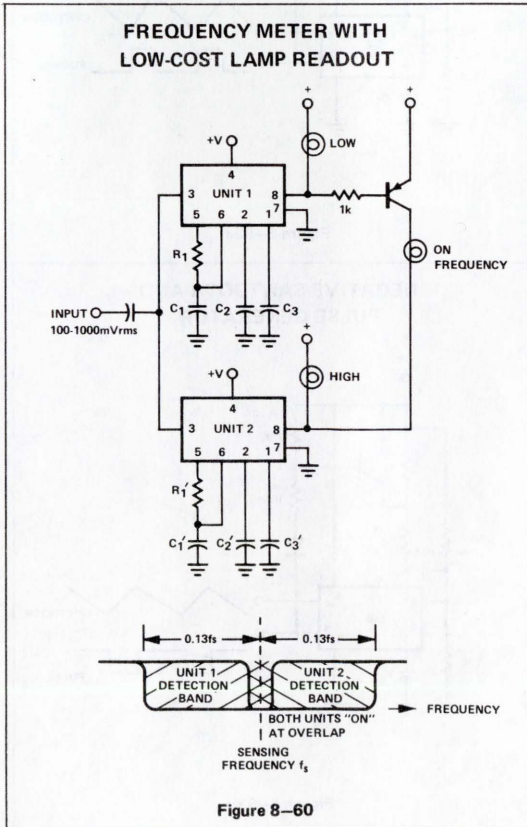 FREQUENCY METER WITH
LOW-COST LAMP READOUT
+ +
+V LOW
4
3 UNIT 1 8
7
5 6 2 1
1k
R1
ON
FREQUENCY
C1 C2 C3
INPUT
100-1000mVrms
+
+V HIGH
4
3 UNIT 2 8
7
5 6 2 1
R1′
C1′ C2′ C3′
0.13fs 0.13fs
UNIT 1 UNIT 2
DETECTION DETECTION
BAND BAND
FREQUENCY
BOTH UNITS "ON"
AT OVERLAP
SENSING
FREQUENCY fs
Figure 8–60